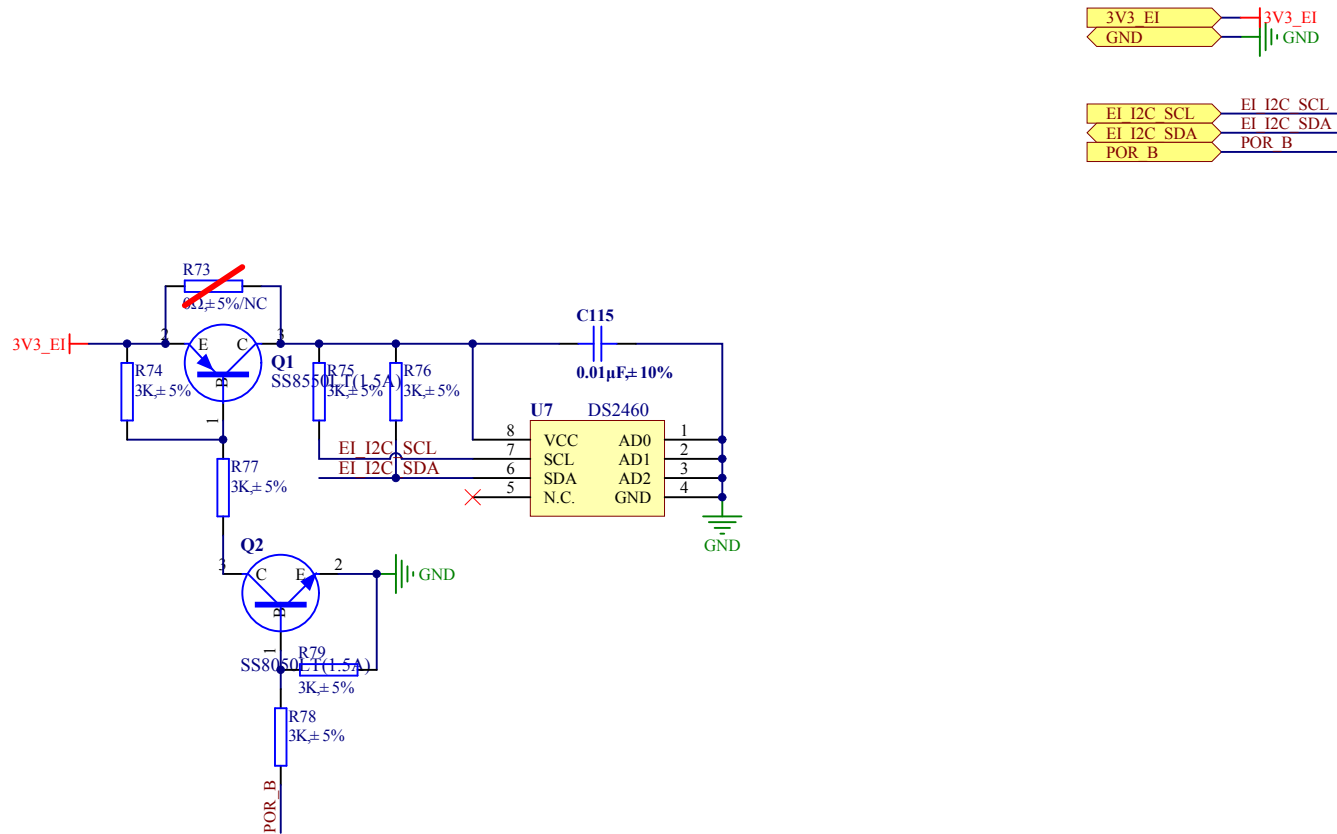 3V3_EI
3V3_EI
GND
GND
EI_I2C_SCL
EI_I2C_SCL
EI_I2C_SDA
EI_I2C_SDA
POR_B
POR_B
R73
0Ω,±5%/NC
C115
0.01µF,±10%
3V3_EI
2
E
C
3
B
1
Q1
SS8550LT(1.5A)
R74
3K,±5%
R75
3K,±5%
R76
3K,±5%
U7
DS2460
8
VCC
AD0
1
7
SCL
AD1
2
6
SDA
AD2
3
5
N.C.
GND
4
EI_I2C_SCL
EI_I2C_SDA
GND
R77
3K,±5%
Q2
3
C
E
2
B
1
GND
SS8050LT(1.5A)
R79
3K,±5%
R78
3K,±5%
POR_B